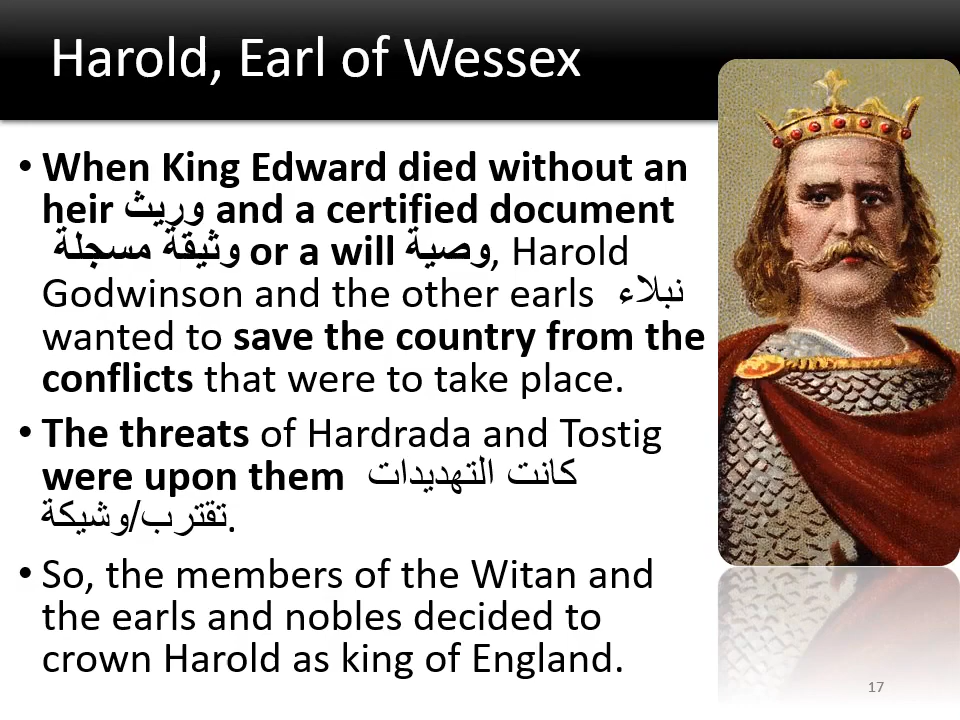 Harold, Earl of Wessex
• When King Edward died without an
heir وريث and a certified document
وثيقة مسجلة or a will وصية, Harold
Godwinson and the other earls نبلاء
wanted to save the country from the
conflicts that were to take place.
• The threats of Hardrada and Tostig
were upon them كانت التهديدات
تقترب/وشيكة.
• So, the members of the Witan and
the earls and nobles decided to
crown Harold as king of England.
17